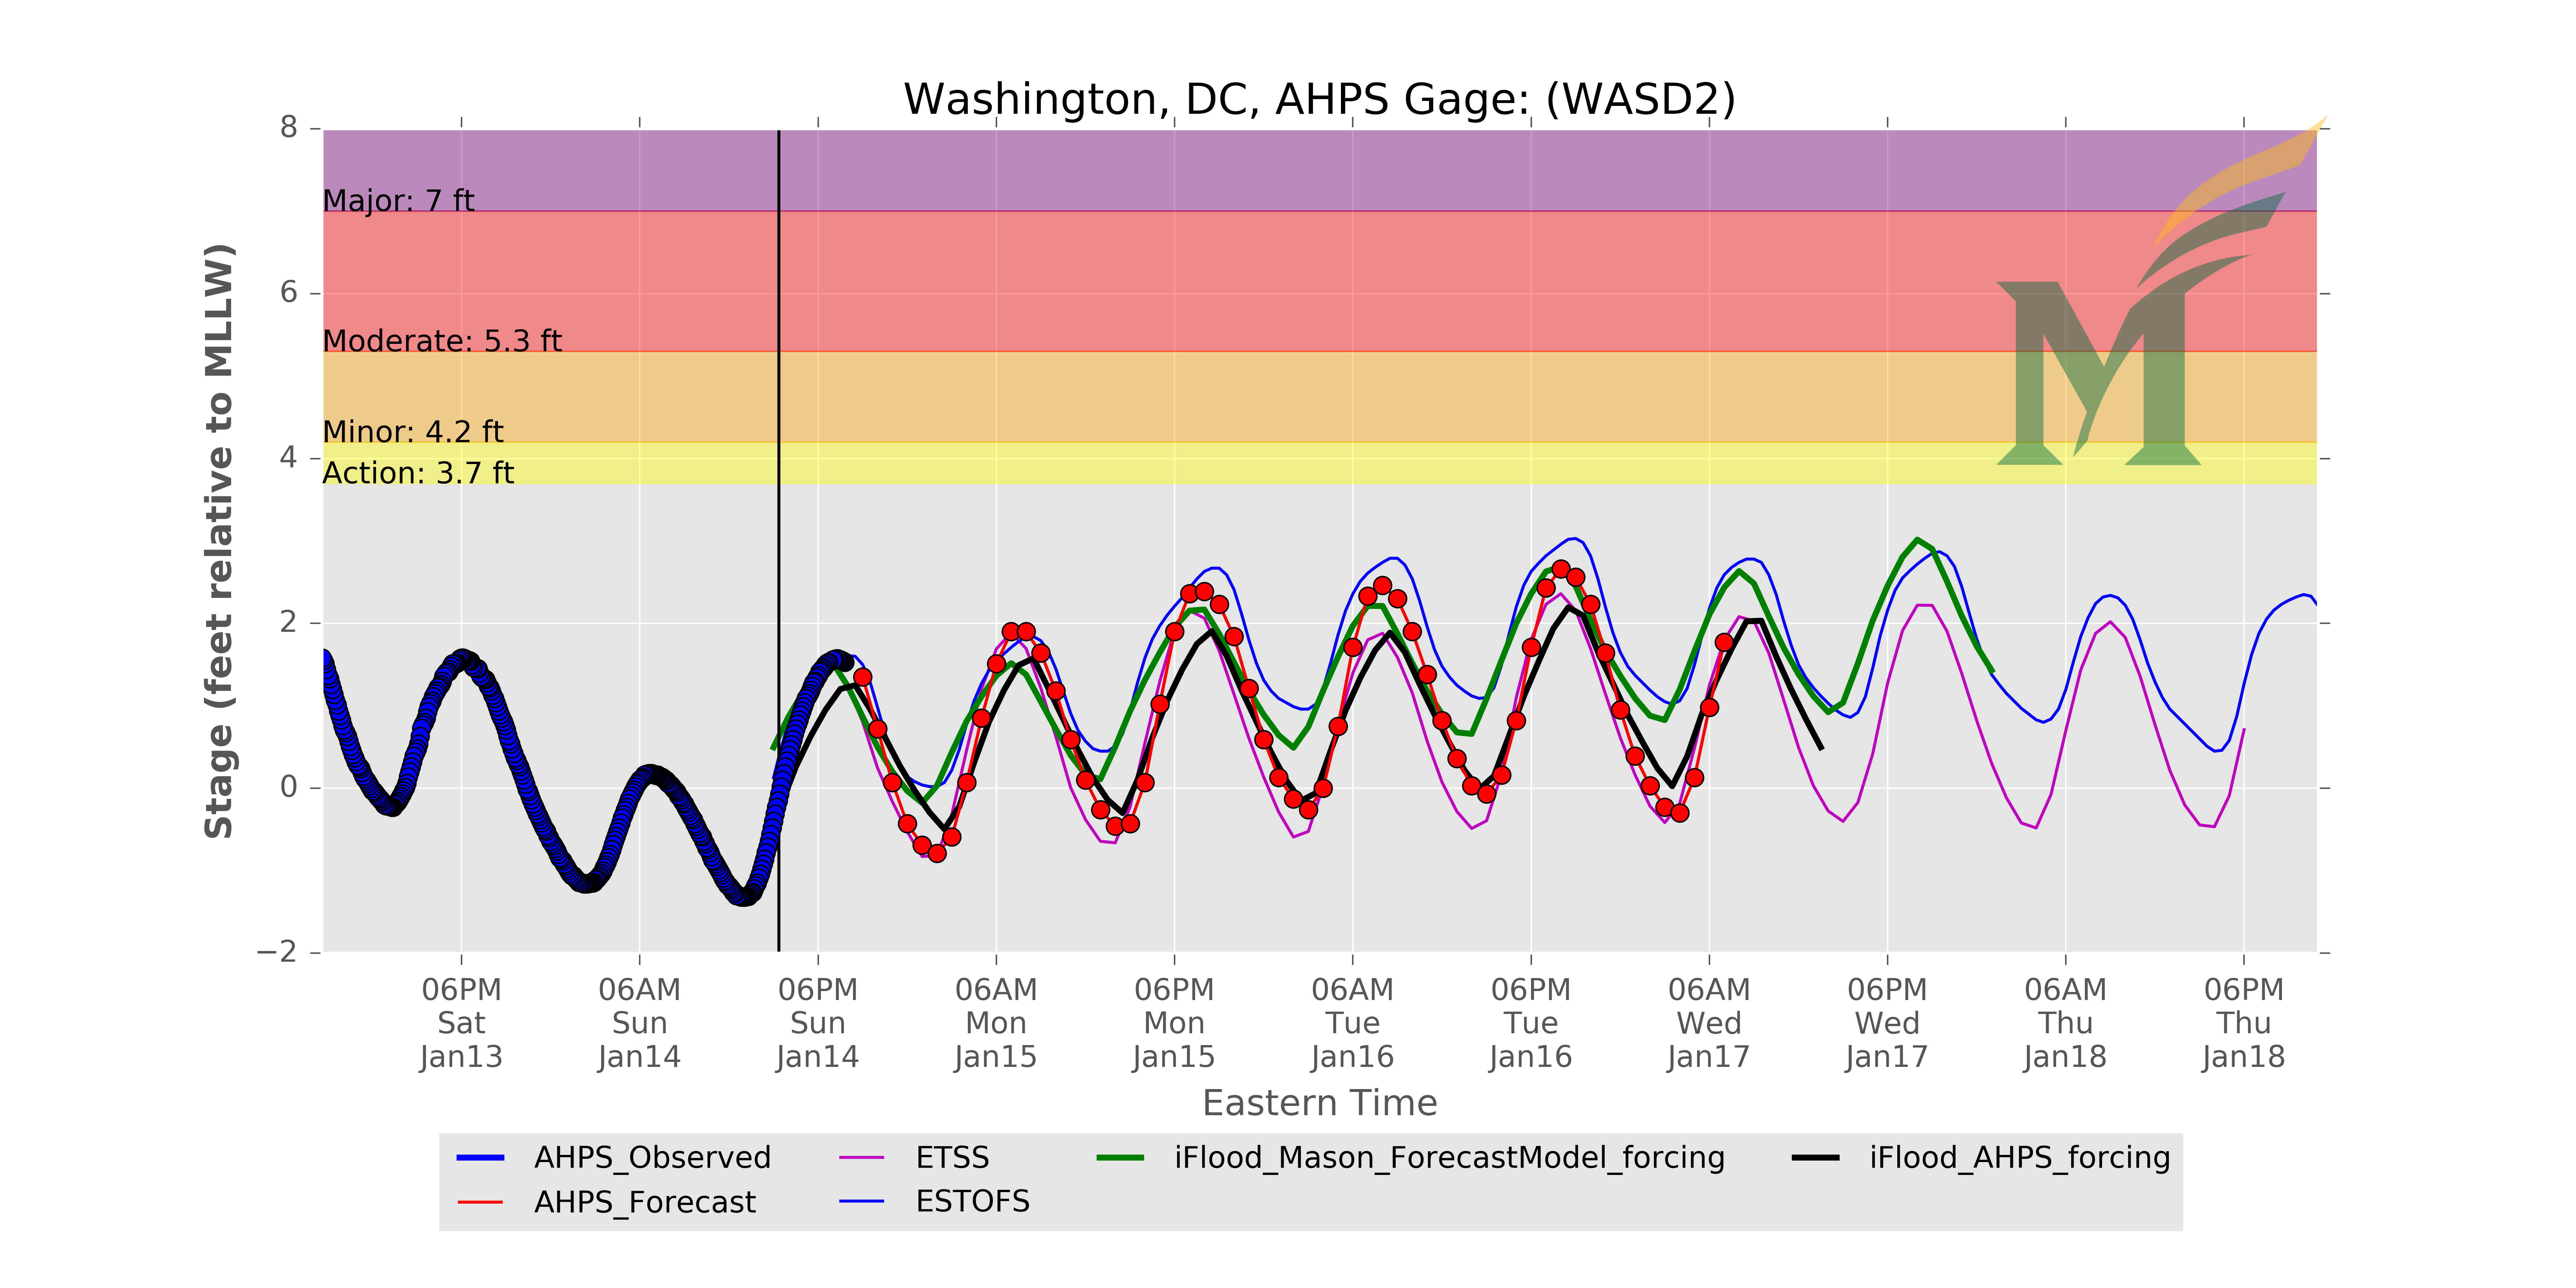 Washington, DC, AHPS Gage: (WASD2)
8
Major: 7 ft
6
Moderate: 5.3 ft
Minor: 4.2 ft
4
Action: 3.7 ft
2
0
−2
Stage (feet relative to MLLW)
06PM 06AM 06PM 06AM 06PM 06AM 06PM 06AM 06PM 06AM 06PM
Sat Sun Sun Mon Mon Tue Tue Wed Wed Thu Thu
Jan13 Jan14 Jan14 Jan15 Jan15 Jan16 Jan16 Jan17 Jan17 Jan18 Jan18
Eastern Time
AHPS_Observed ETSS iFlood_Mason_ForecastModel_forcing iFlood_AHPS_forcing
AHPS_Forecast ESTOFS
M